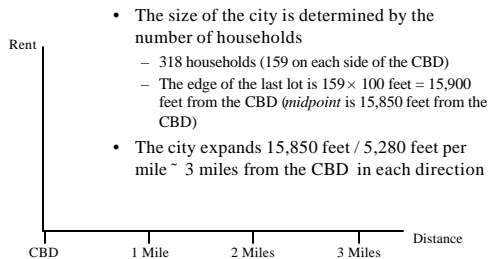 • The size of the city is determined by the
number of households
– 318 households (159 on each side of the CBD)
– The edge of the last lot is 159 × 100 feet = 15,900
feet from the CBD (midpoint is 15,850 feet from the
CBD)
• The city expands 15,850 feet / 5,280 feet per
mile ~ 3 miles from the CBD in each direction
Rent
Distance
CBD 1 Mile 2 Miles 3 Miles